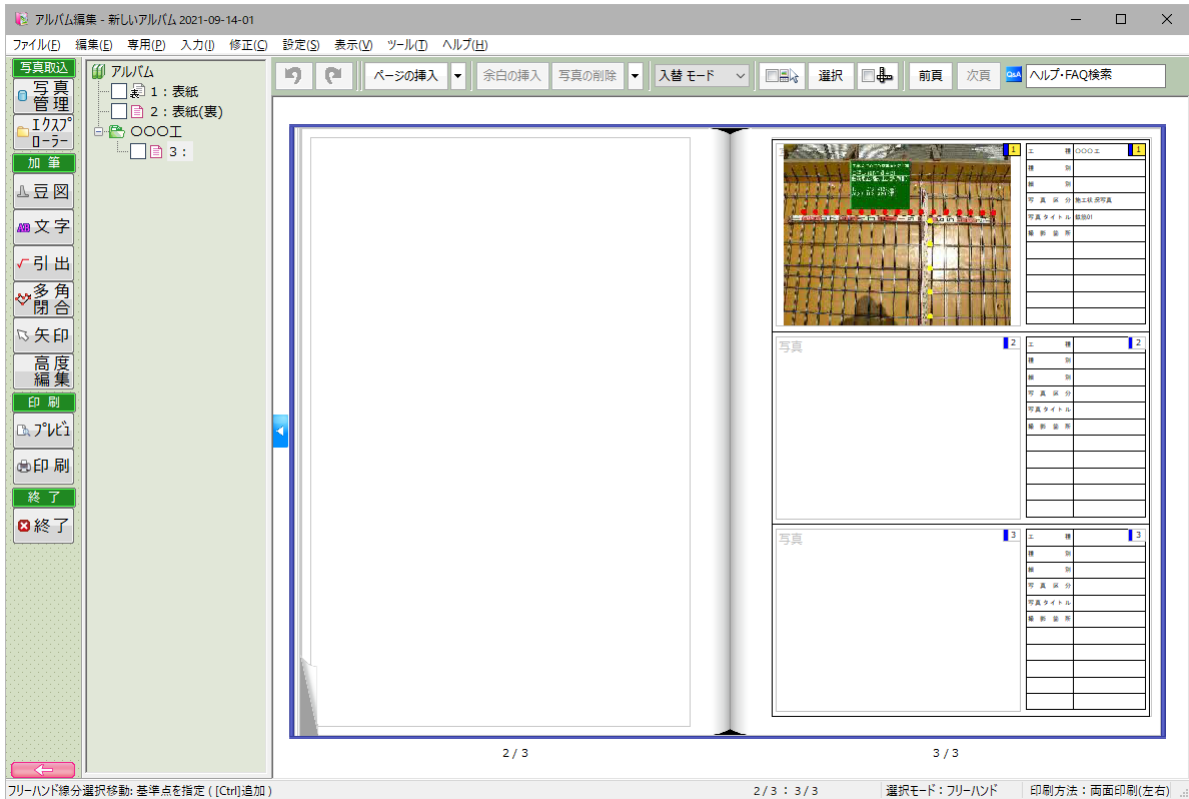 アルバム編集 - 新しいアルバム 2021-09-14-01
ファイル(F) 編集(E) 専用(P) 入力(I) 修正(C) 設定(S) 表示(V) ツール(T) ヘルプ(H)
写真取込
写真
管理
エクスプ
ローラー
加 筆
豆図
文字
引出
多角
閉合
矢印
高度
編集
印 刷
プレビュ
印刷
終 了
終了
アルバム
表 1：表紙
2：表紙(裏)
○○○工
3：
ページの挿入 余白の挿入 写真の削除 入替 モード 選択 前頁 次頁 Q&A ヘルプ・FAQ検索
1
工 種 ○○○工 1
種 別
細 別
写 真 区 分 施工状況写真
写真タイトル
撮 影 箇 所
写真 2
工 種 2
種 別
細 別
写 真 区 分
写真タイトル
撮 影 箇 所
写真 3
工 種 3
種 別
細 別
写 真 区 分
写真タイトル
撮 影 箇 所
2 / 3
3 / 3
フリーハンド線分選択移動: 基準点を指定 ( [Ctrl]追加 )
2 / 3 : 3 / 3
選択モード：フリーハンド
印刷方法：両面印刷(左右)